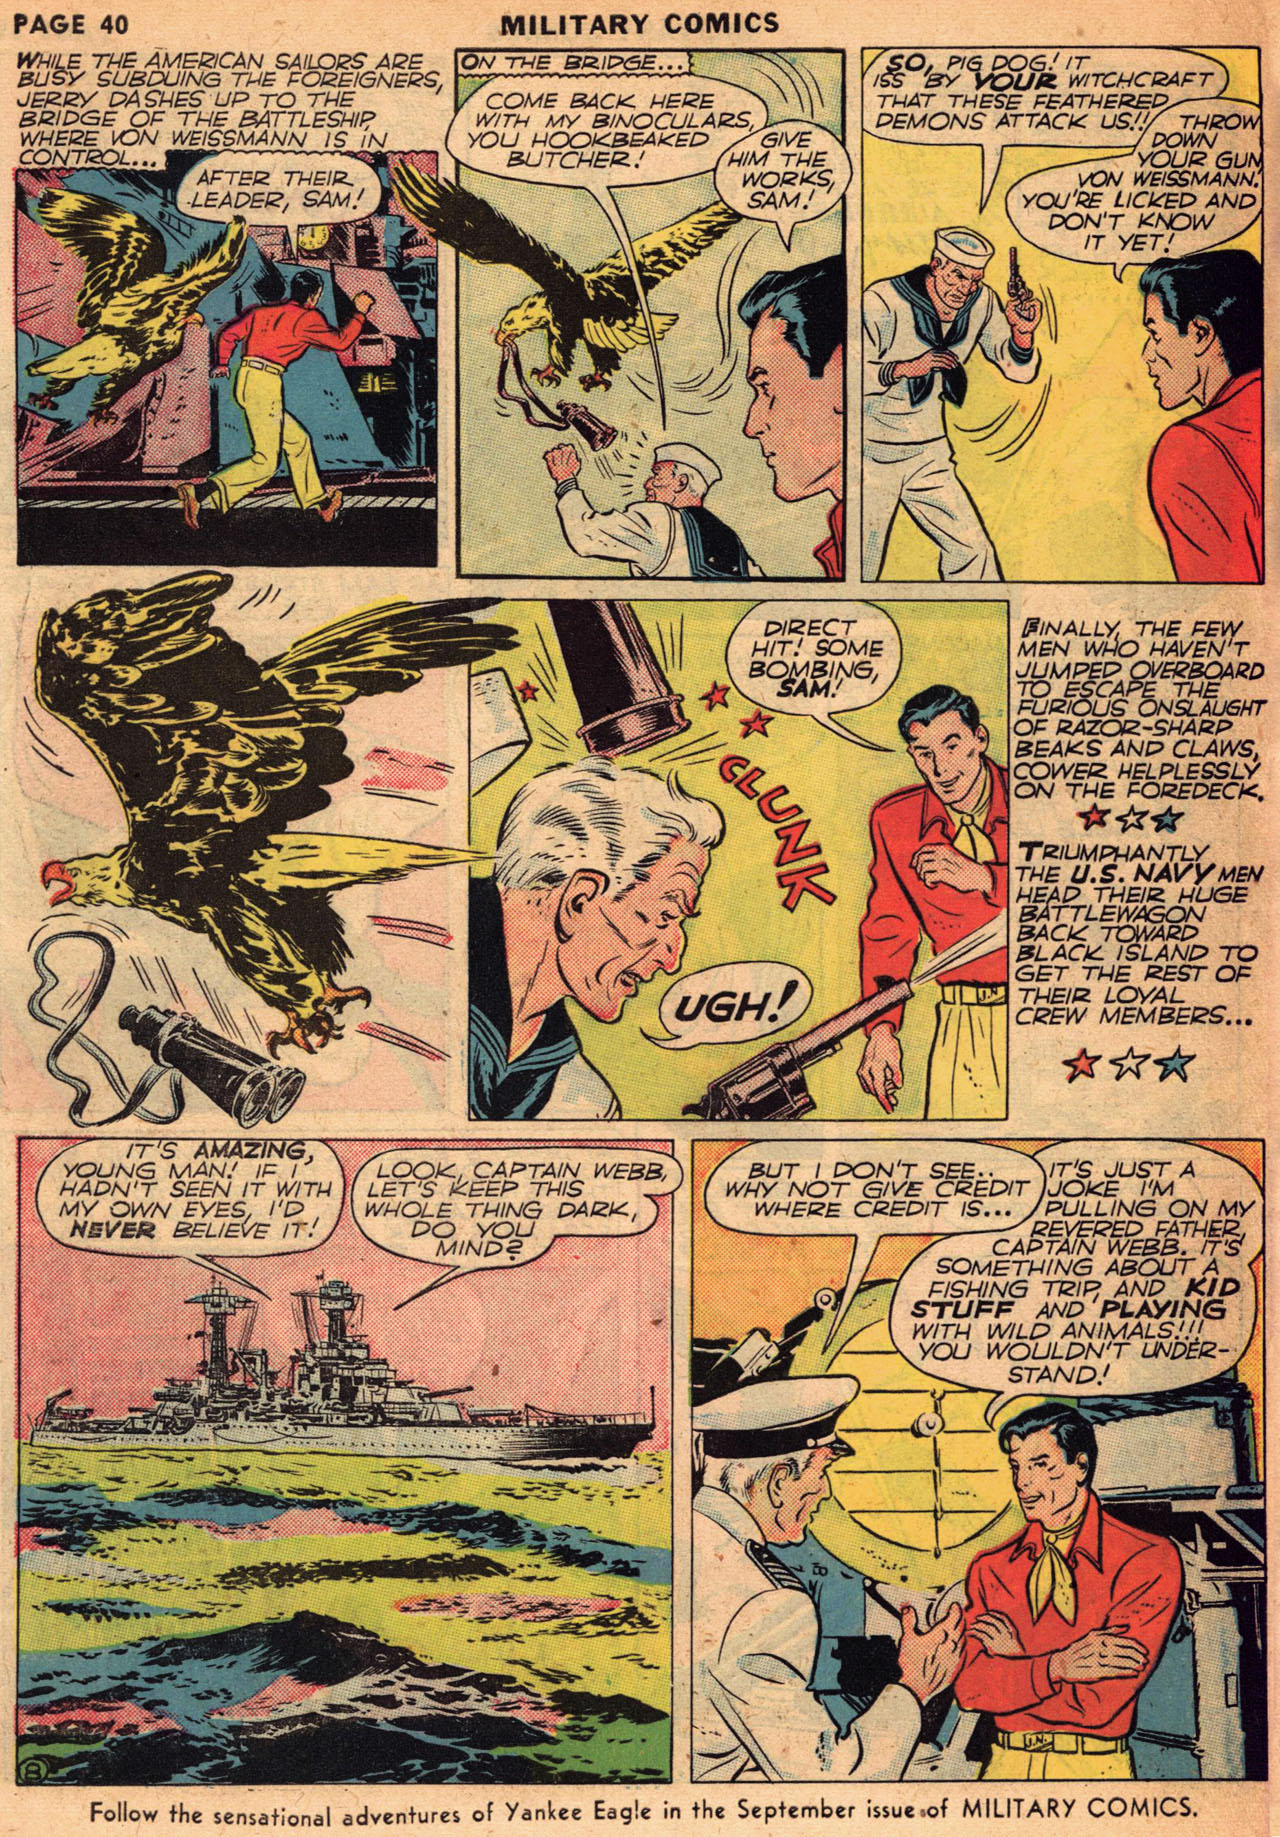 PAGE 40
MILITARY COMICS
WHILE THE AMERICAN SAILORS ARE
BUSY SUBDUING THE FOREIGNERS,
JERRY DASHES UP TO THE
BRIDGE OF THE BATTLESHIP,
WHERE VON WEISSMANN IS IN
CONTROL...
AFTER THEIR
LEADER, SAM!
ON THE BRIDGE...
COME BACK HERE
WITH MY BINOCULARS,
YOU HOOKBEAKED
BUTCHER!
GIVE
HIM THE
WORKS,
SAM!
SO, PIG DOG! IT
ISS BY YOUR WITCHCRAFT
THAT THESE FEATHERED
DEMONS ATTACK US!!
THROW
DOWN
YOUR GUN,
VON WEISSMANN!
YOU'RE LICKED AND
DON'T KNOW
IT YET!
DIRECT
HIT! SOME
BOMBING,
SAM!
CLUNK
UGH!
J.N.
FINALLY, THE FEW
MEN WHO HAVEN'T
JUMPED OVERBOARD
TO ESCAPE THE
FURIOUS ONSLAUGHT
OF RAZOR-SHARP
BEAKS AND CLAWS,
COWER HELPLESSLY
ON THE FOREDECK.
TRIUMPHANTLY
THE U.S. NAVY MEN
HEAD THEIR HUGE
BATTLEWAGON
BACK TOWARD
BLACK ISLAND TO
GET THE REST OF
THEIR LOYAL
CREW MEMBERS...
IT'S AMAZING,
YOUNG MAN! IF I
HADN'T SEEN IT WITH
MY OWN EYES, I'D
NEVER BELIEVE IT!
LOOK, CAPTAIN WEBB,
LET'S KEEP THIS
WHOLE THING DARK,
DO YOU
MIND?
8
BUT I DON'T SEE..
WHY NOT GIVE CREDIT
WHERE CREDIT IS...
IT'S JUST A
JOKE I'M
PULLING ON MY
REVERED FATHER,
CAPTAIN WEBB. IT'S
SOMETHING ABOUT A
FISHING TRIP, AND KID
STUFF AND PLAYING
WITH WILD ANIMALS!!!
YOU WOULDN'T UNDER-
STAND!
J.N.
Follow the sensational adventures of Yankee Eagle in the September issue of MILITARY COMICS.